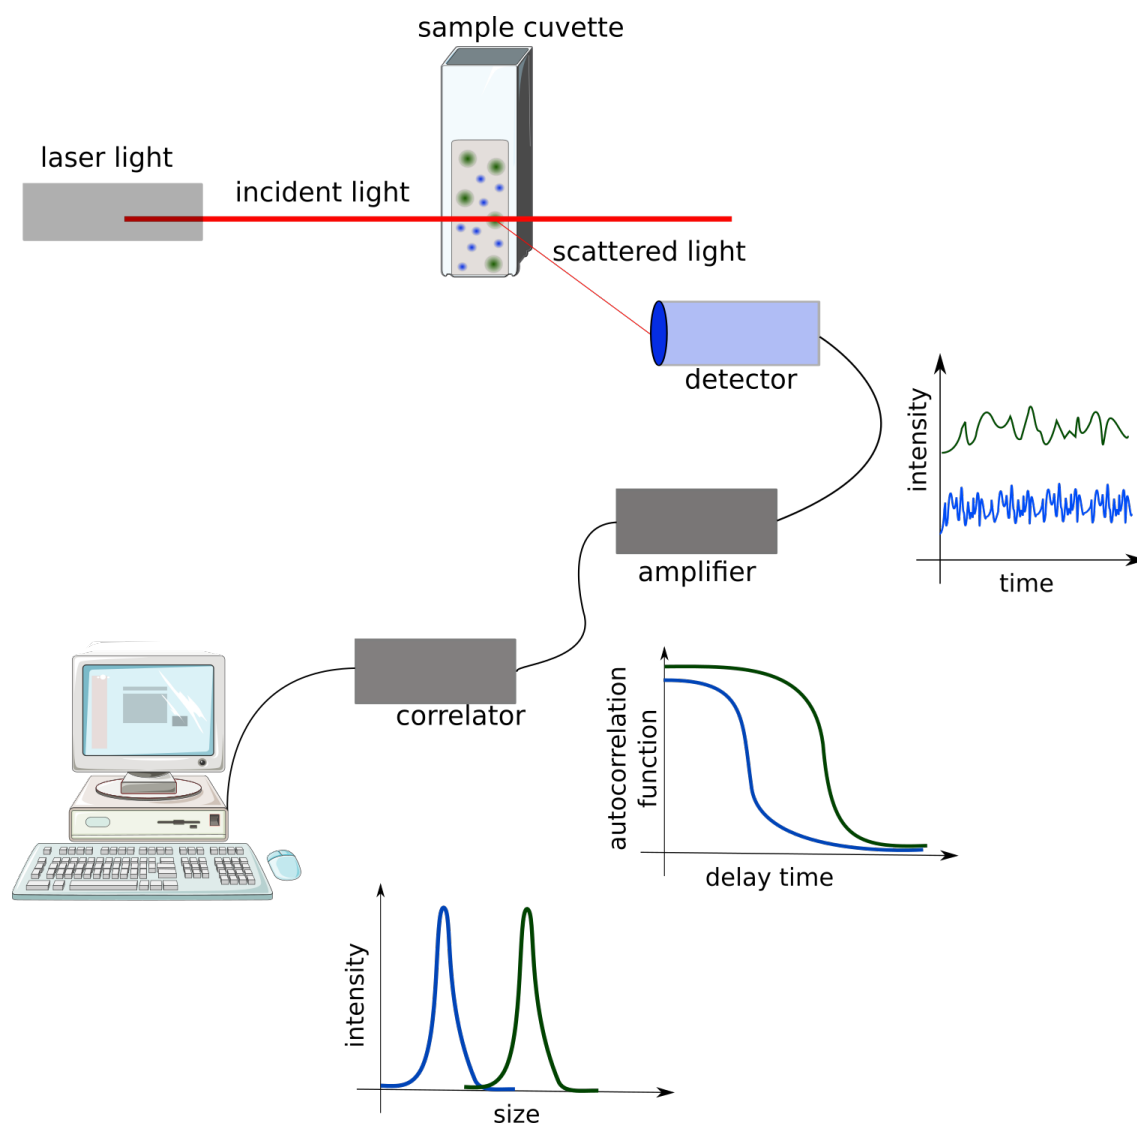 sample cuvette
laser light
incident light
scattered light
detector
intensity
time
amplifier
correlator
autocorrelation
function
delay time
intensity
size